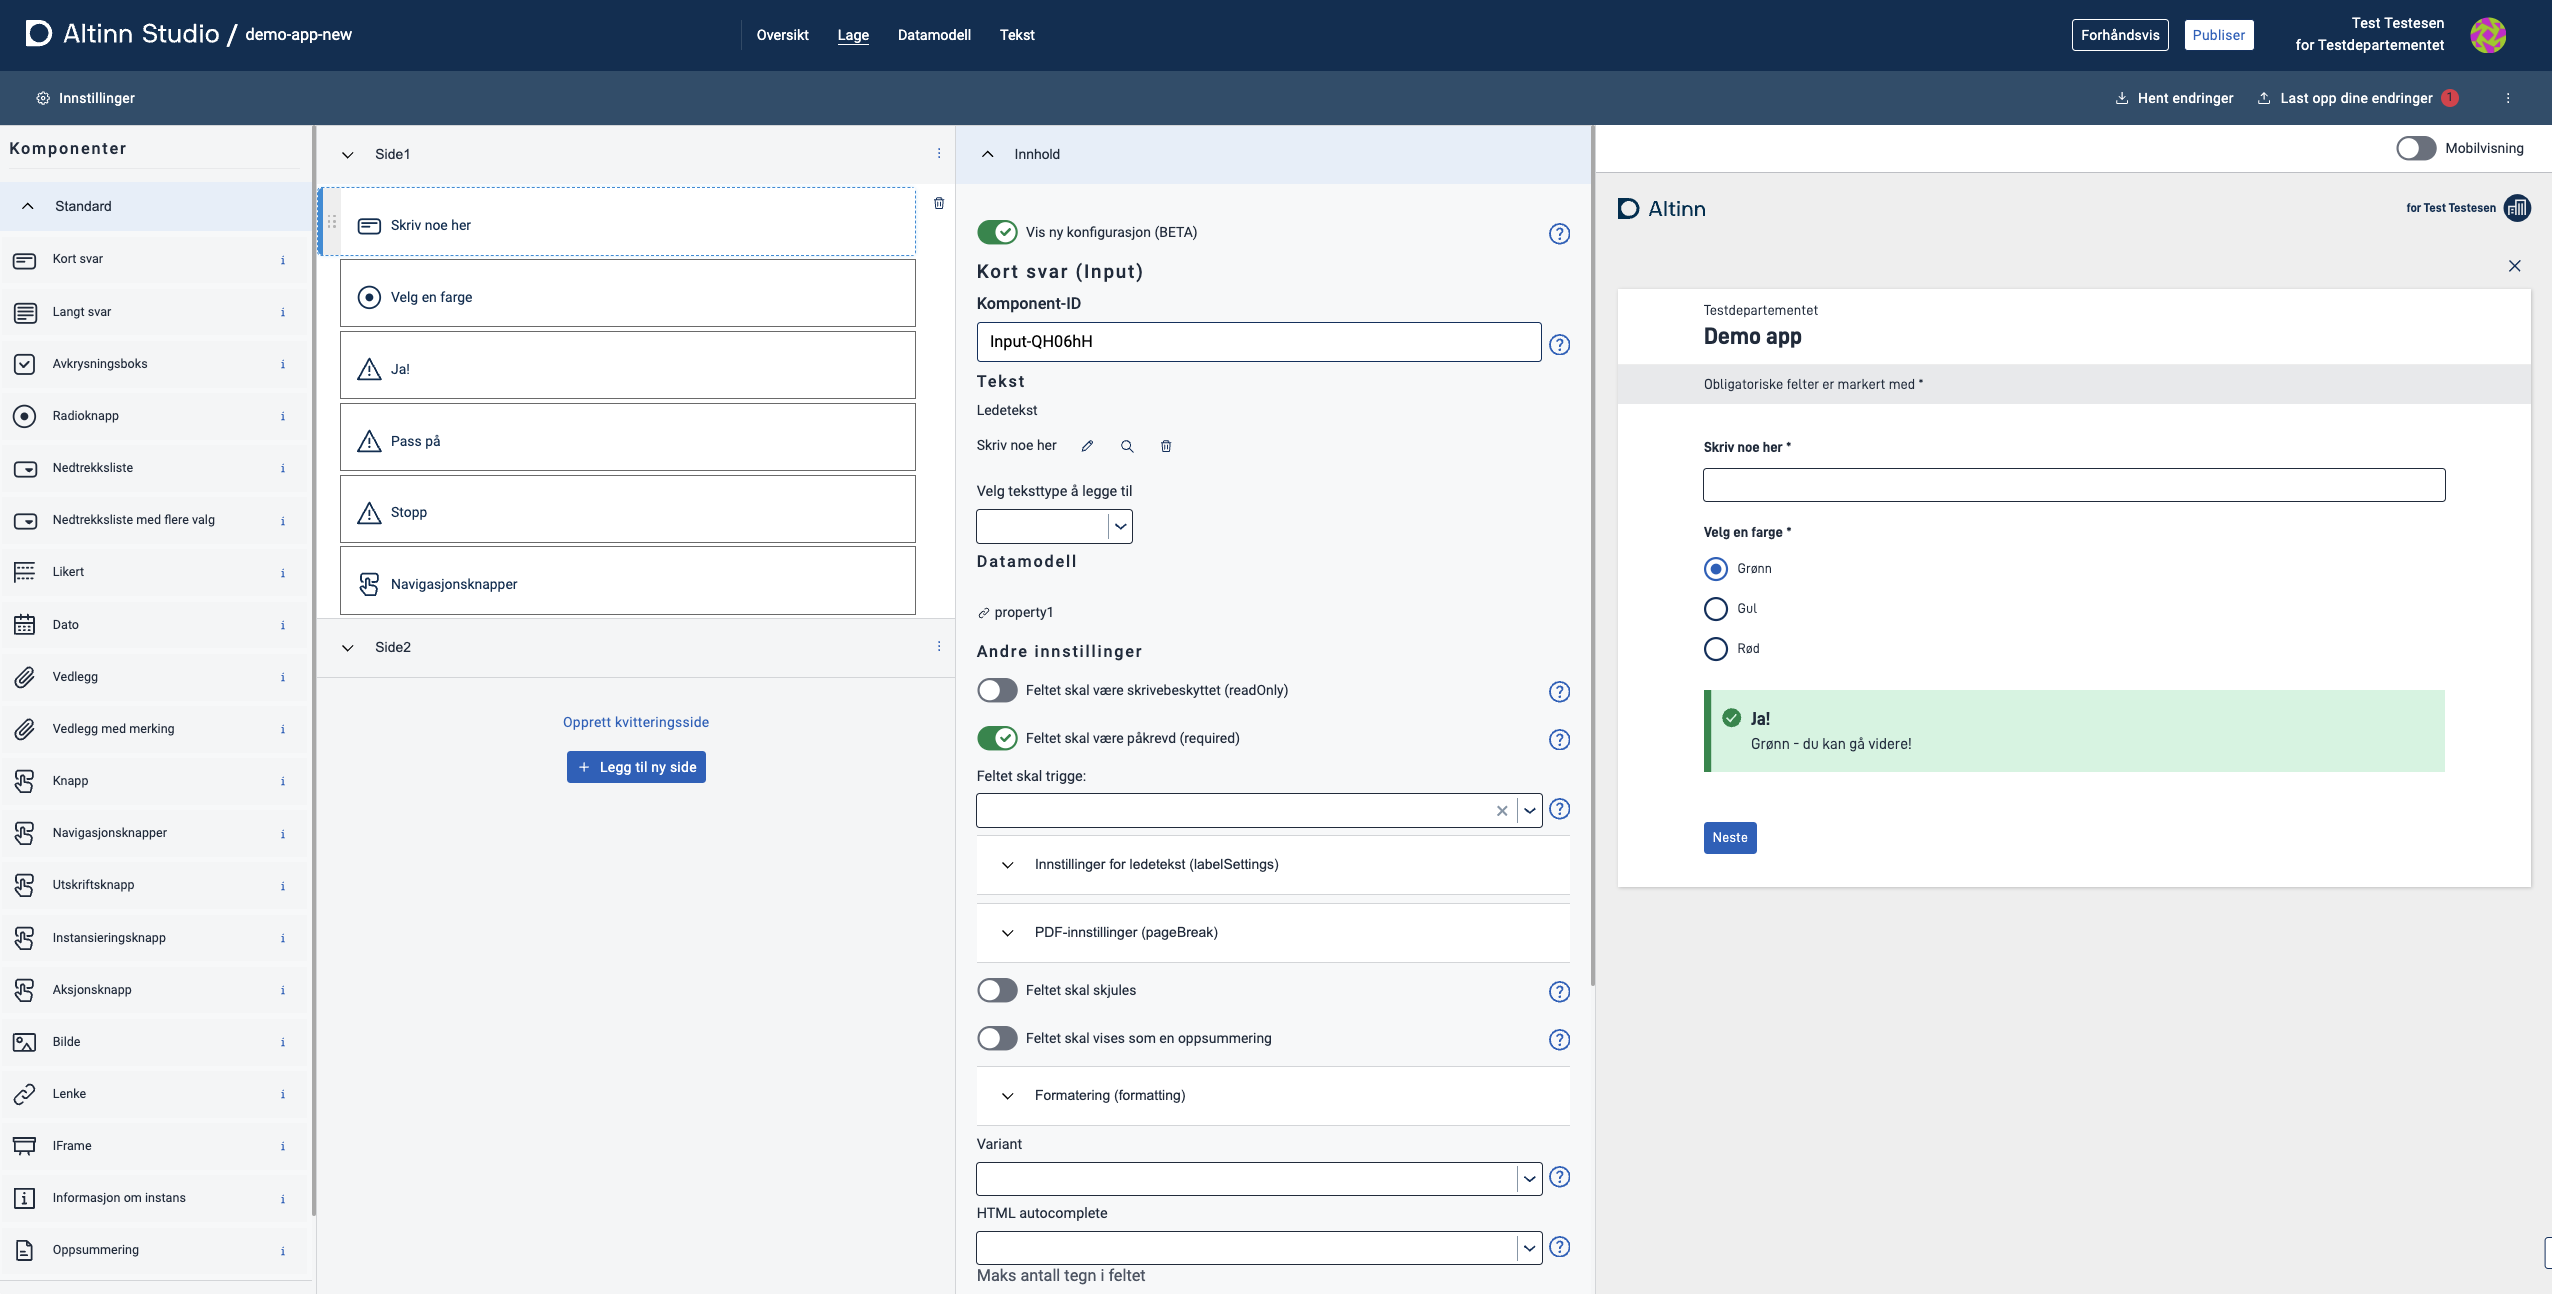 Altinn Studio / demo-app-new
Oversikt
Lage
Datamodell
Tekst
Forhåndsvis
Publiser
Test Testesen
for Testdepartementet
Innstillinger
Hent endringer
Last opp dine endringer
1
Komponenter
Standard
Kort svar
Langt svar
Avkrysningsboks
Radioknapp
Nedtrekksliste
Nedtrekksliste med flere valg
Likert
Dato
Vedlegg
Vedlegg med merking
Knapp
Navigasjonsknapper
Utskriftsknapp
Instansieringsknapp
Aksjonsknapp
Bilde
Lenke
IFrame
Informasjon om instans
Oppsummering
Side1
Skriv noe her
Velg en farge
Ja!
Pass på
Stopp
Navigasjonsknapper
Side2
Opprett kvitteringsside
+ Legg til ny side
Innhold
Vis ny konfigurasjon (BETA)
Kort svar (Input)
Komponent-ID
Input-QH06hH
Tekst
Ledetekst
Skriv noe her
Velg teksttype å legge til
Datamodell
property1
Andre innstillinger
Feltet skal være skrivebeskyttet (readOnly)
Feltet skal være påkrevd (required)
Feltet skal trigge:
Innstillinger for ledetekst (labelSettings)
PDF-innstillinger (pageBreak)
Feltet skal skjules
Feltet skal vises som en oppsummering
Formatering (formatting)
Variant
HTML autocomplete
Maks antall tegn i feltet
Mobilvisning
Altinn
for Test Testesen
Testdepartementet
Demo app
Obligatoriske felter er markert med *
Skriv noe her *
Velg en farge *
Grønn
Gul
Rød
Ja!
Grønn - du kan gå videre!
Neste